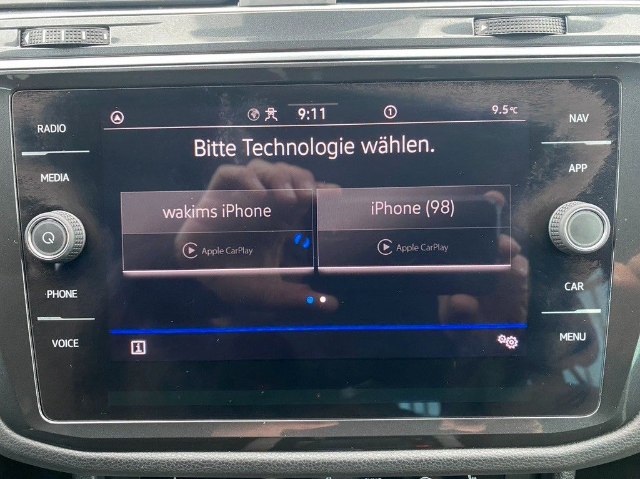 9:11
1
9.5°C
RADIO
NAV
Bitte Technologie wählen.
MEDIA
APP
wakims iPhone
iPhone (98)
Apple CarPlay
Apple CarPlay
PHONE
CAR
VOICE
MENU